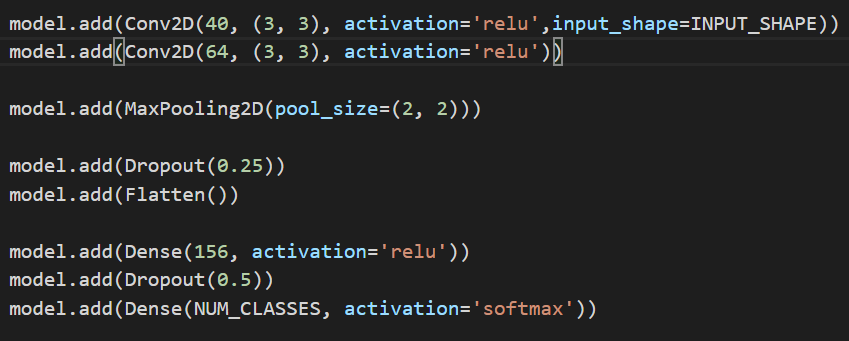 model.add(Conv2D(40, (3, 3), activation='relu',input_shape=INPUT_SHAPE))
model.add(Conv2D(64, (3, 3), activation='relu'))
model.add(MaxPooling2D(pool_size=(2, 2)))
model.add(Dropout(0.25))
model.add(Flatten())
model.add(Dense(156, activation='relu'))
model.add(Dropout(0.5))
model.add(Dense(NUM_CLASSES, activation='softmax'))